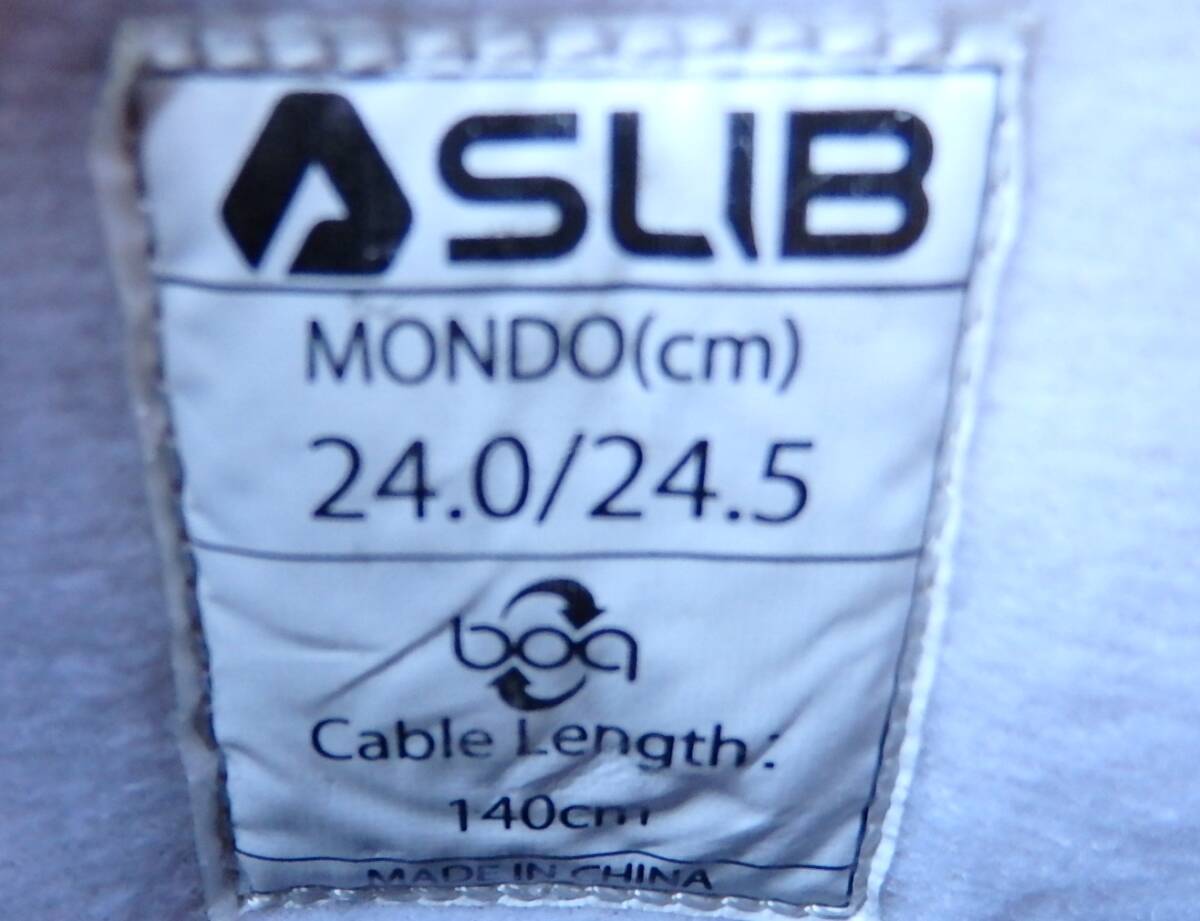 SLIB
MONDO(cm)
24.0/24.5
boa
Cable Length:
140cm
MADE IN CHINA